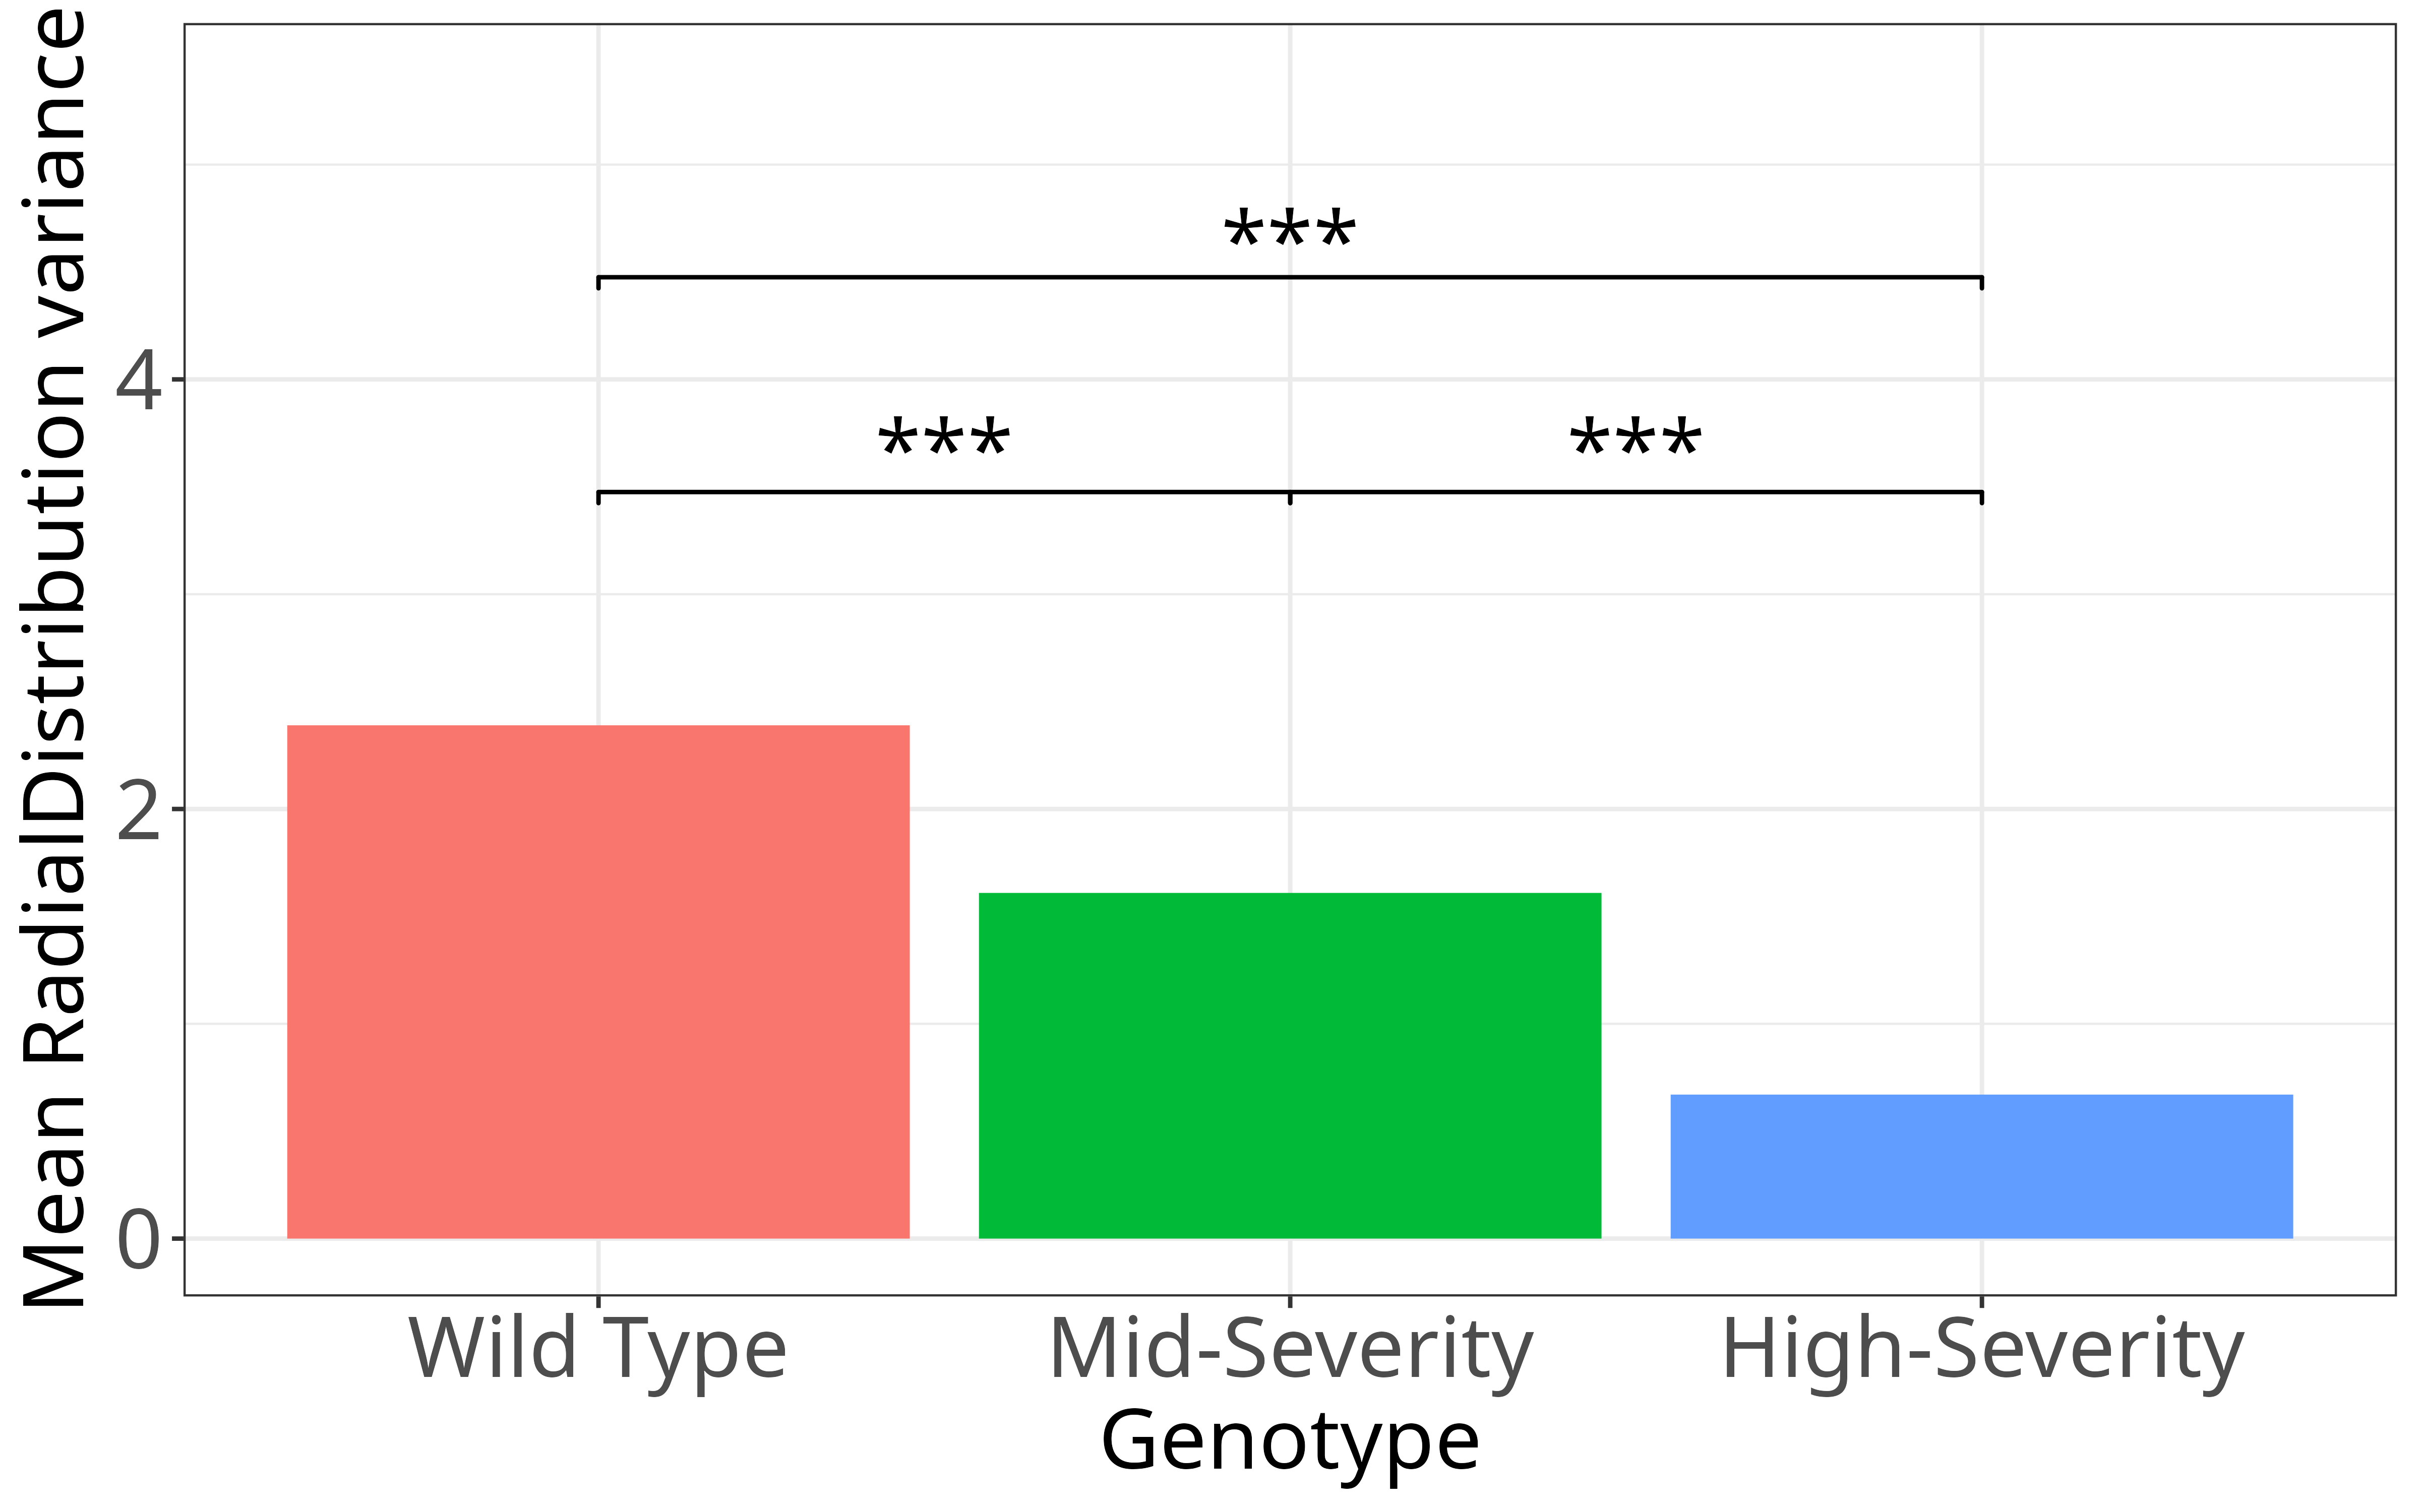 Mean RadialDistribution variance
***
4
***
***
2
0
Wild Type
Mid-Severity
High-Severity
Genotype